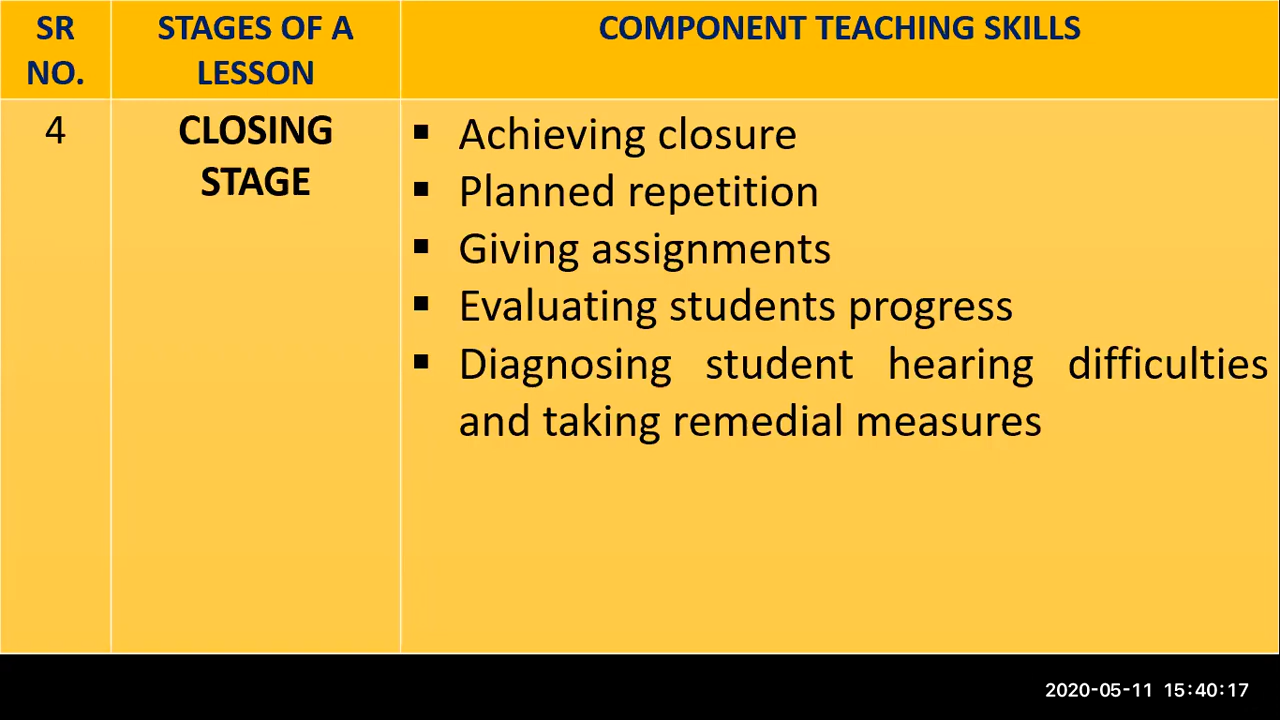 SR NO.
STAGES OF A LESSON
COMPONENT TEACHING SKILLS
4
CLOSING STAGE
▪ Achieving closure
▪ Planned repetition
▪ Giving assignments
▪ Evaluating students progress
▪ Diagnosing student hearing difficulties
and taking remedial measures
2020-05-11 15:40:17